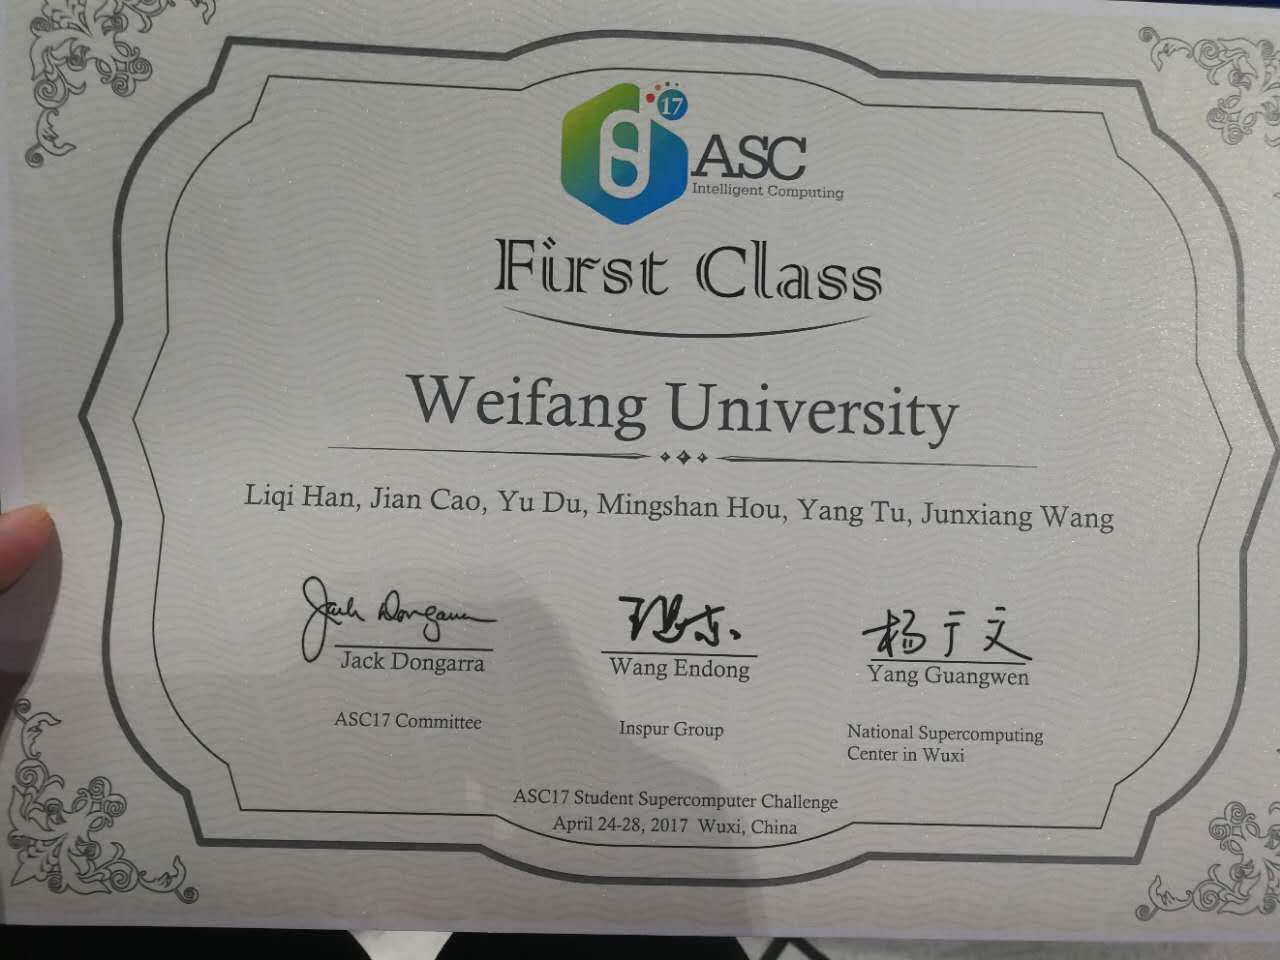 17
ASC
Intelligent Computing
First Class
Weifang University
Liqi Han, Jian Cao, Yu Du, Mingshan Hou, Yang Tu, Junxiang Wang
Jack Dongarra
Jack Dongarra
ASC17 Committee
Wang Endong
Inspur Group
杨广文
Yang Guangwen
National Supercomputing
Center in Wuxi
ASC17 Student Supercomputer Challenge
April 24-28, 2017 Wuxi, China